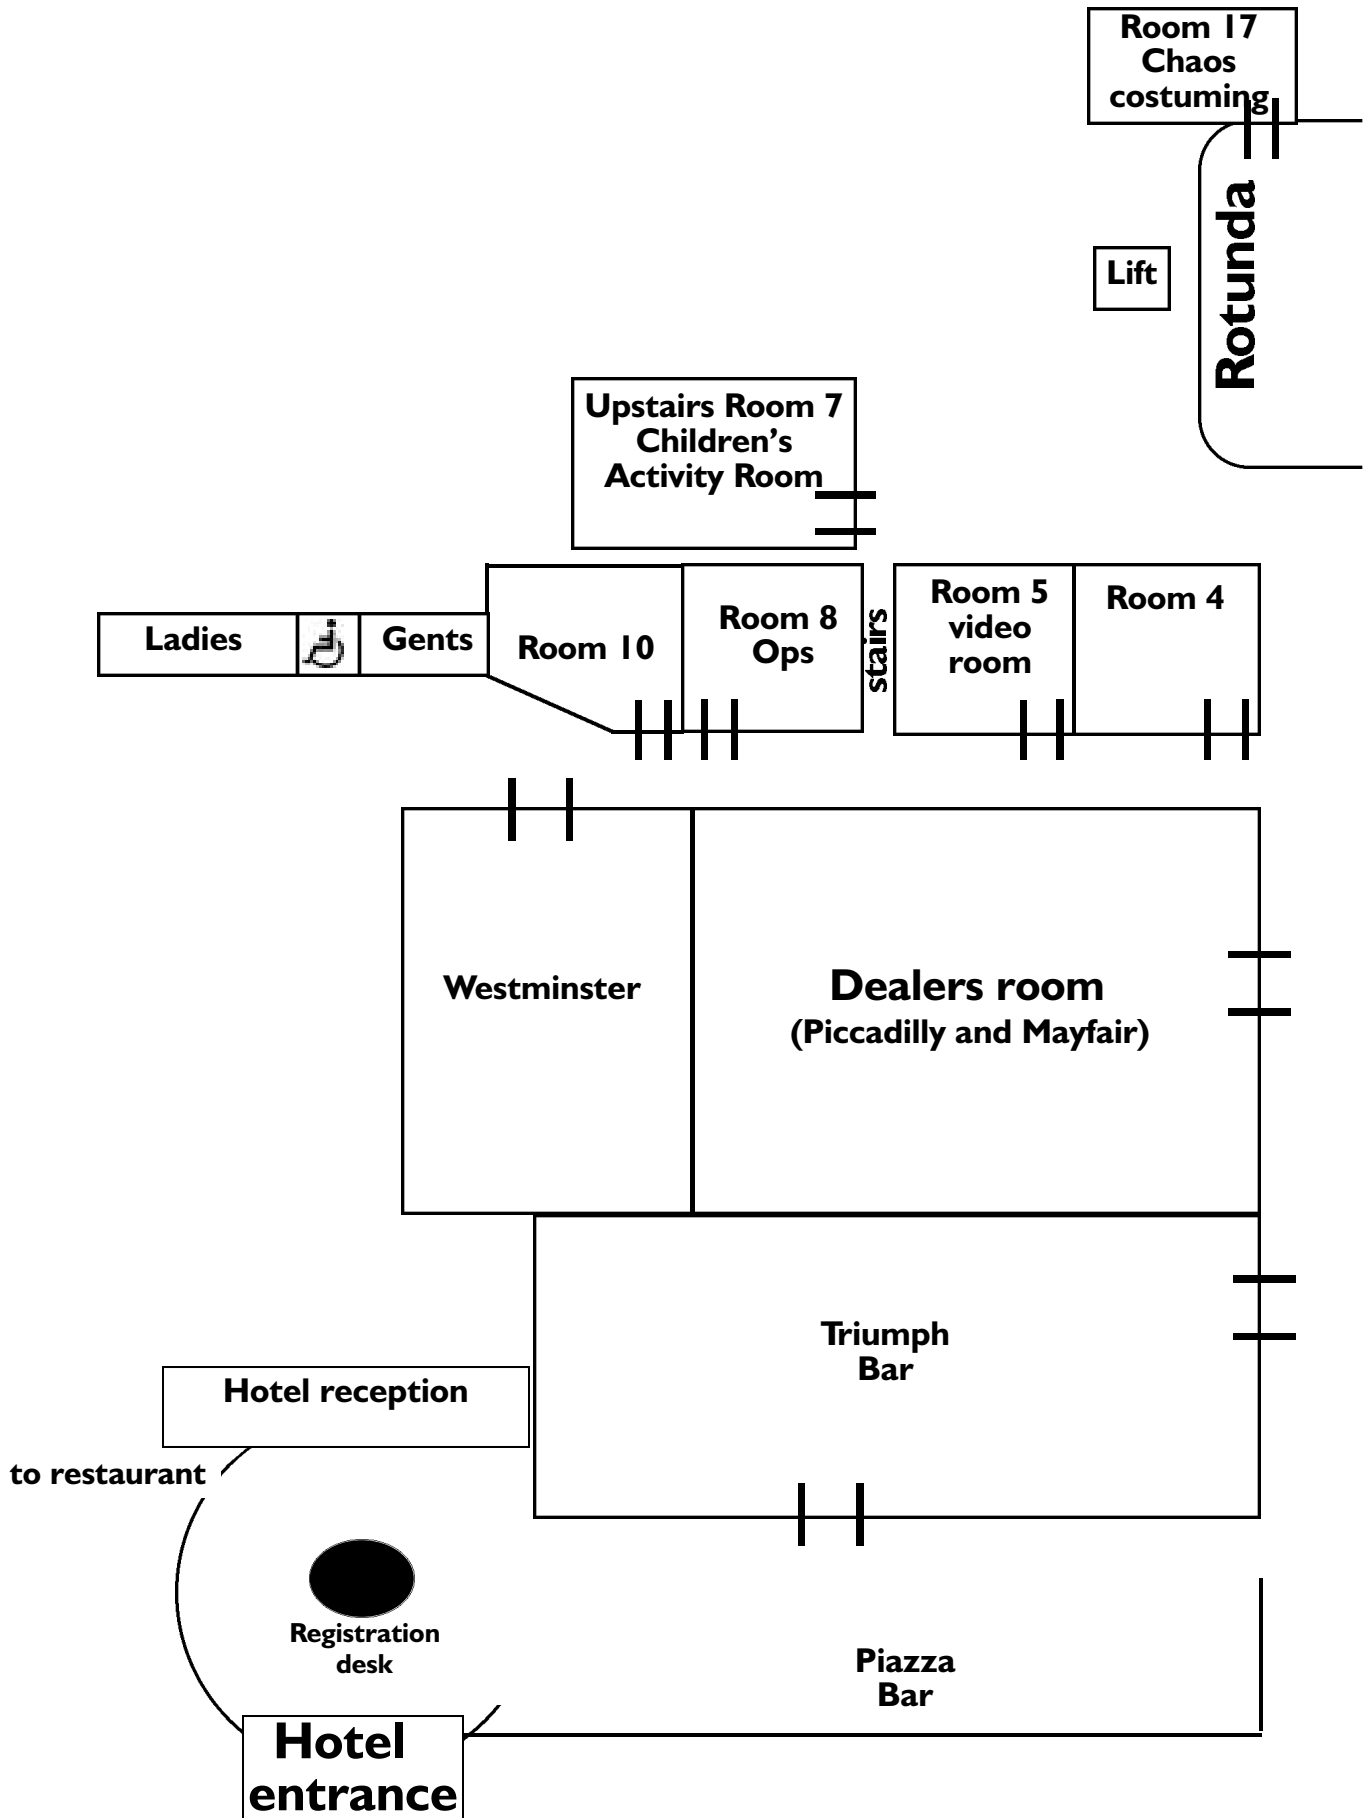 Room 17
Chaos
costuming
Rotunda
Lift
Upstairs Room 7
Children’s
Activity Room
Ladies
Gents
Room 10
Room 8
Ops
stairs
Room 5
video
room
Room 4
Westminster
Dealers room
(Piccadilly and Mayfair)
Triumph
Bar
Hotel reception
to restaurant
Registration
desk
Piazza
Bar
Hotel
entrance